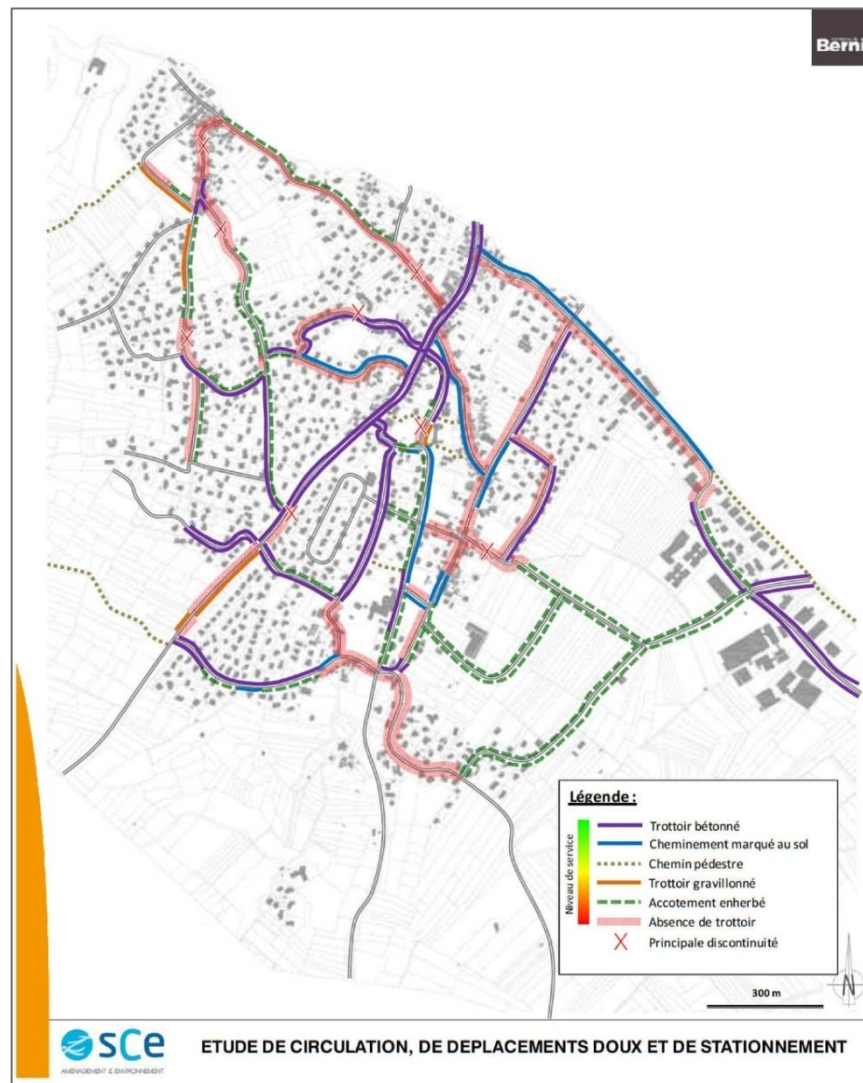 Berni
Légende :
Niveau de service
Trottoir bétonné
Cheminement marqué au sol
Chemin pédestre
Trottoir gravillonné
Accotement enherbé
Absence de trottoir
Principale discontinuité
300 m
N
sce
AMÉNAGEMENT & ENVIRONNEMENT
ETUDE DE CIRCULATION, DE DEPLACEMENTS DOUX ET DE STATIONNEMENT